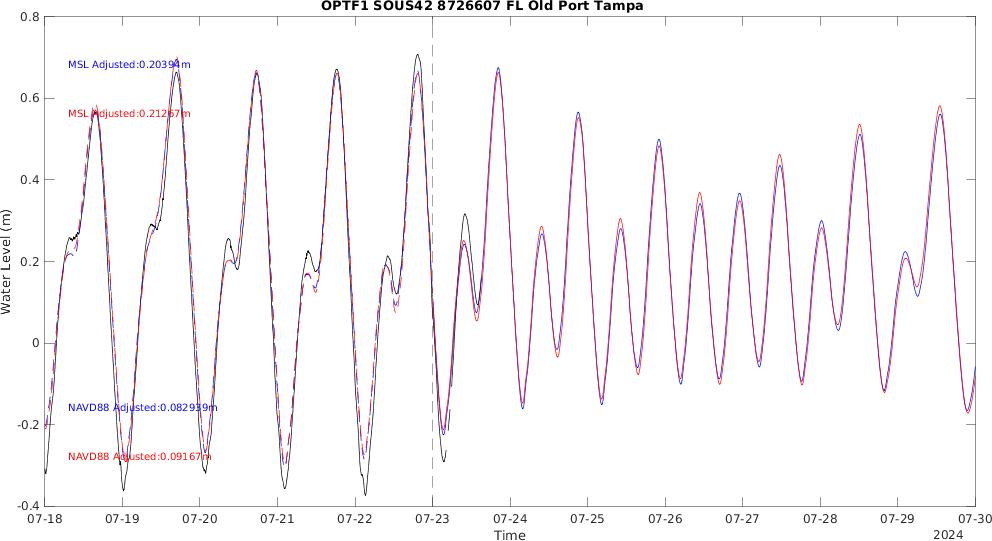 OPTF1 SOUS42 8726607 FL Old Port Tampa
0.8
MSL Adjusted:0.20394m
0.6
MSL Adjusted:0.21267m
0.4
0.2
Water Level (m)
0
NAVD88 Adjusted:0.082939m
-0.2
NAVD88 Adjusted:0.09167m
-0.4
07-18 07-19 07-20 07-21 07-22 07-23 07-24 07-25 07-26 07-27 07-28 07-29 07-30
Time
2024